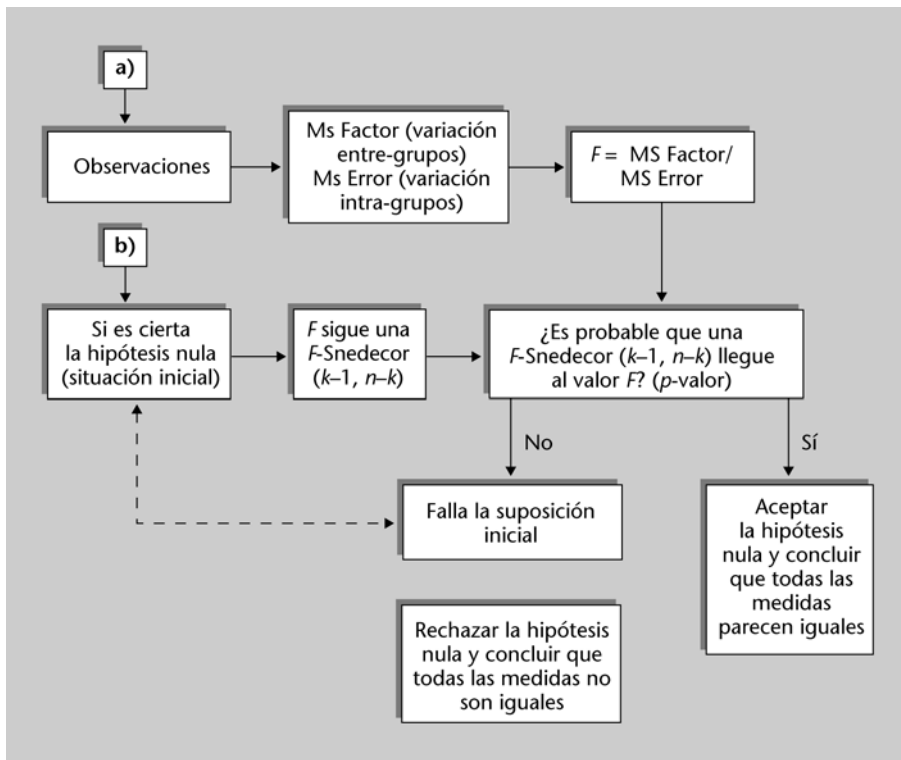 a)
Observaciones
Ms Factor (variación
entre-grupos)
Ms Error (variación
intra-grupos)
F = MS Factor/
MS Error
b)
Si es cierta
la hipótesis nula
(situación inicial)
F sigue una
F-Snedecor
(k–1, n–k)
¿Es probable que una
F-Snedecor (k–1, n–k) llegue
al valor F? (p-valor)
No
Sí
Falla la suposición
inicial
Aceptar
la hipótesis
nula y concluir
que todas las
medidas
parecen iguales
Rechazar la hipótesis
nula y concluir que
todas las medidas no
son iguales